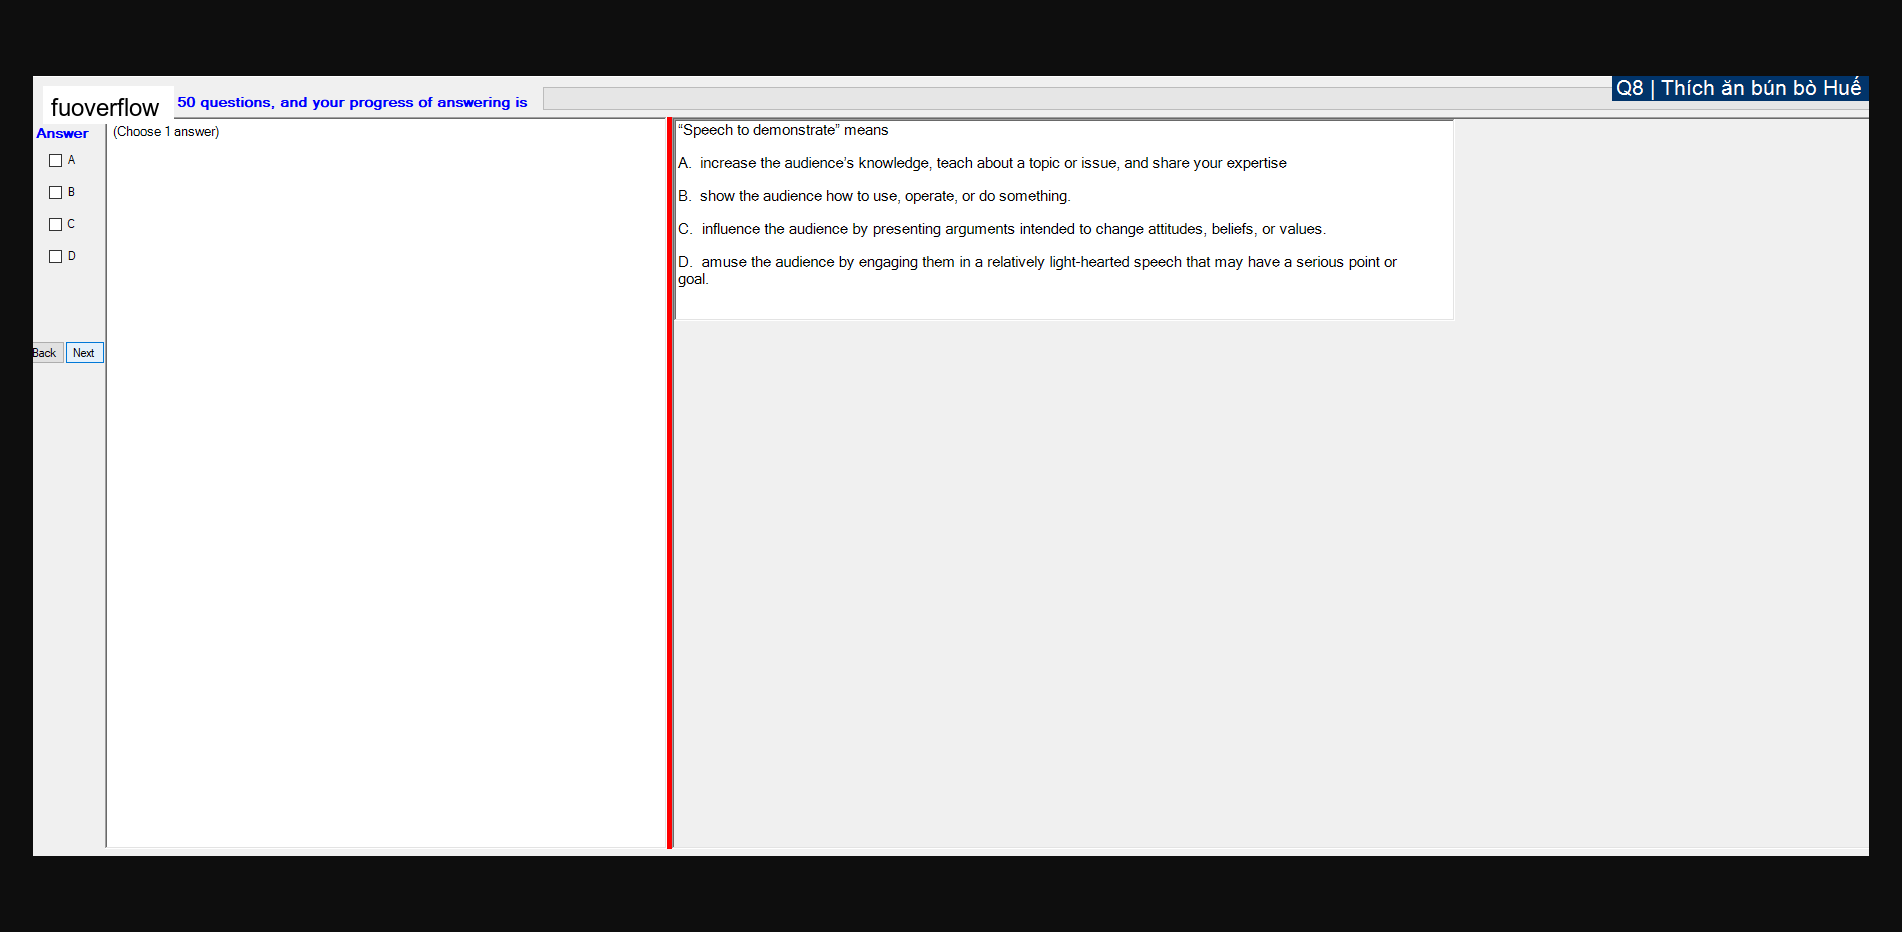 Q8 | Thích ăn bún bò Huế
fuoverflow
50 questions, and your progress of answering is
Answer
(Choose 1 answer)
A
B
C
D
Back
Next
“Speech to demonstrate” means
A. increase the audience’s knowledge, teach about a topic or issue, and share your expertise
B. show the audience how to use, operate, or do something.
C. influence the audience by presenting arguments intended to change attitudes, beliefs, or values.
D. amuse the audience by engaging them in a relatively light-hearted speech that may have a serious point or
goal.